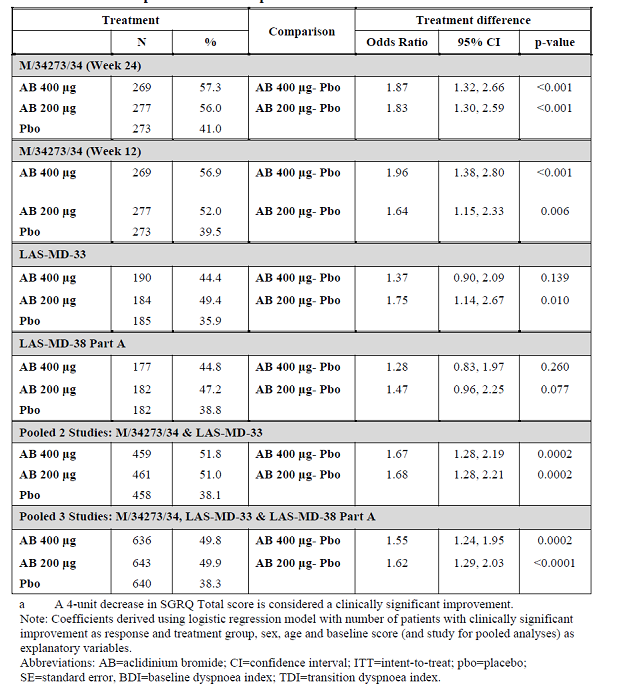 Treatment Comparison Treatment difference
N % Odds Ratio 95% CI p-value
M/34273/34 (Week 24)
AB 400 µg 269 57.3 AB 400 µg- Pbo 1.87 1.32, 2.66 <0.001
AB 200 µg 277 56.0 AB 200 µg- Pbo 1.83 1.30, 2.59 <0.001
Pbo 273 41.0
M/34273/34 (Week 12)
AB 400 µg 269 56.9 AB 400 µg- Pbo 1.96 1.38, 2.80 <0.001
AB 200 µg 277 52.0 AB 200 µg- Pbo 1.64 1.15, 2.33 0.006
Pbo 273 39.5
LAS-MD-33
AB 400 µg 190 44.4 AB 400 µg- Pbo 1.37 0.90, 2.09 0.139
AB 200 µg 184 49.4 AB 200 µg- Pbo 1.75 1.14, 2.67 0.010
Pbo 185 35.9
LAS-MD-38 Part A
AB 400 µg 177 44.8 AB 400 µg- Pbo 1.28 0.83, 1.97 0.260
AB 200 µg 182 47.2 AB 200 µg- Pbo 1.47 0.96, 2.25 0.077
Pbo 182 38.8
Pooled 2 Studies: M/34273/34 & LAS-MD-33
AB 400 µg 459 51.8 AB 400 µg- Pbo 1.67 1.28, 2.19 0.0002
AB 200 µg 461 51.0 AB 200 µg- Pbo 1.68 1.28, 2.21 0.0002
Pbo 458 38.1
Pooled 3 Studies: M/34273/34, LAS-MD-33 & LAS-MD-38 Part A
AB 400 µg 636 49.8 AB 400 µg- Pbo 1.55 1.24, 1.95 0.0002
AB 200 µg 643 49.9 AB 200 µg- Pbo 1.62 1.29, 2.03 <0.0001
Pbo 640 38.3
a A 4-unit decrease in SGRQ Total score is considered a clinically significant improvement.
Note: Coefficients derived using logistic regression model with number of patients with clinically significant
improvement as response and treatment group, sex, age and baseline score (and study for pooled analyses) as
explanatory variables.
Abbreviations: AB=aclidinium bromide; CI=confidence interval; ITT=intent-to-treat; pbo=placebo;
SE=standard error, BDI=baseline dyspnoea index; TDI=transition dyspnoea index.